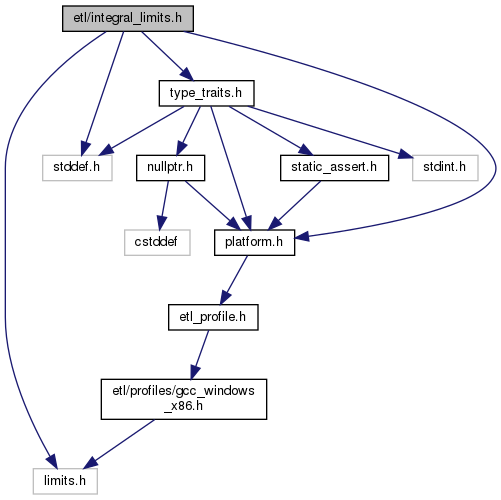 etl/integral_limits.h
type_traits.h
stddef.h
nullptr.h
static_assert.h
stdint.h
cstddef
platform.h
etl_profile.h
etl/profiles/gcc_windows
_x86.h
limits.h